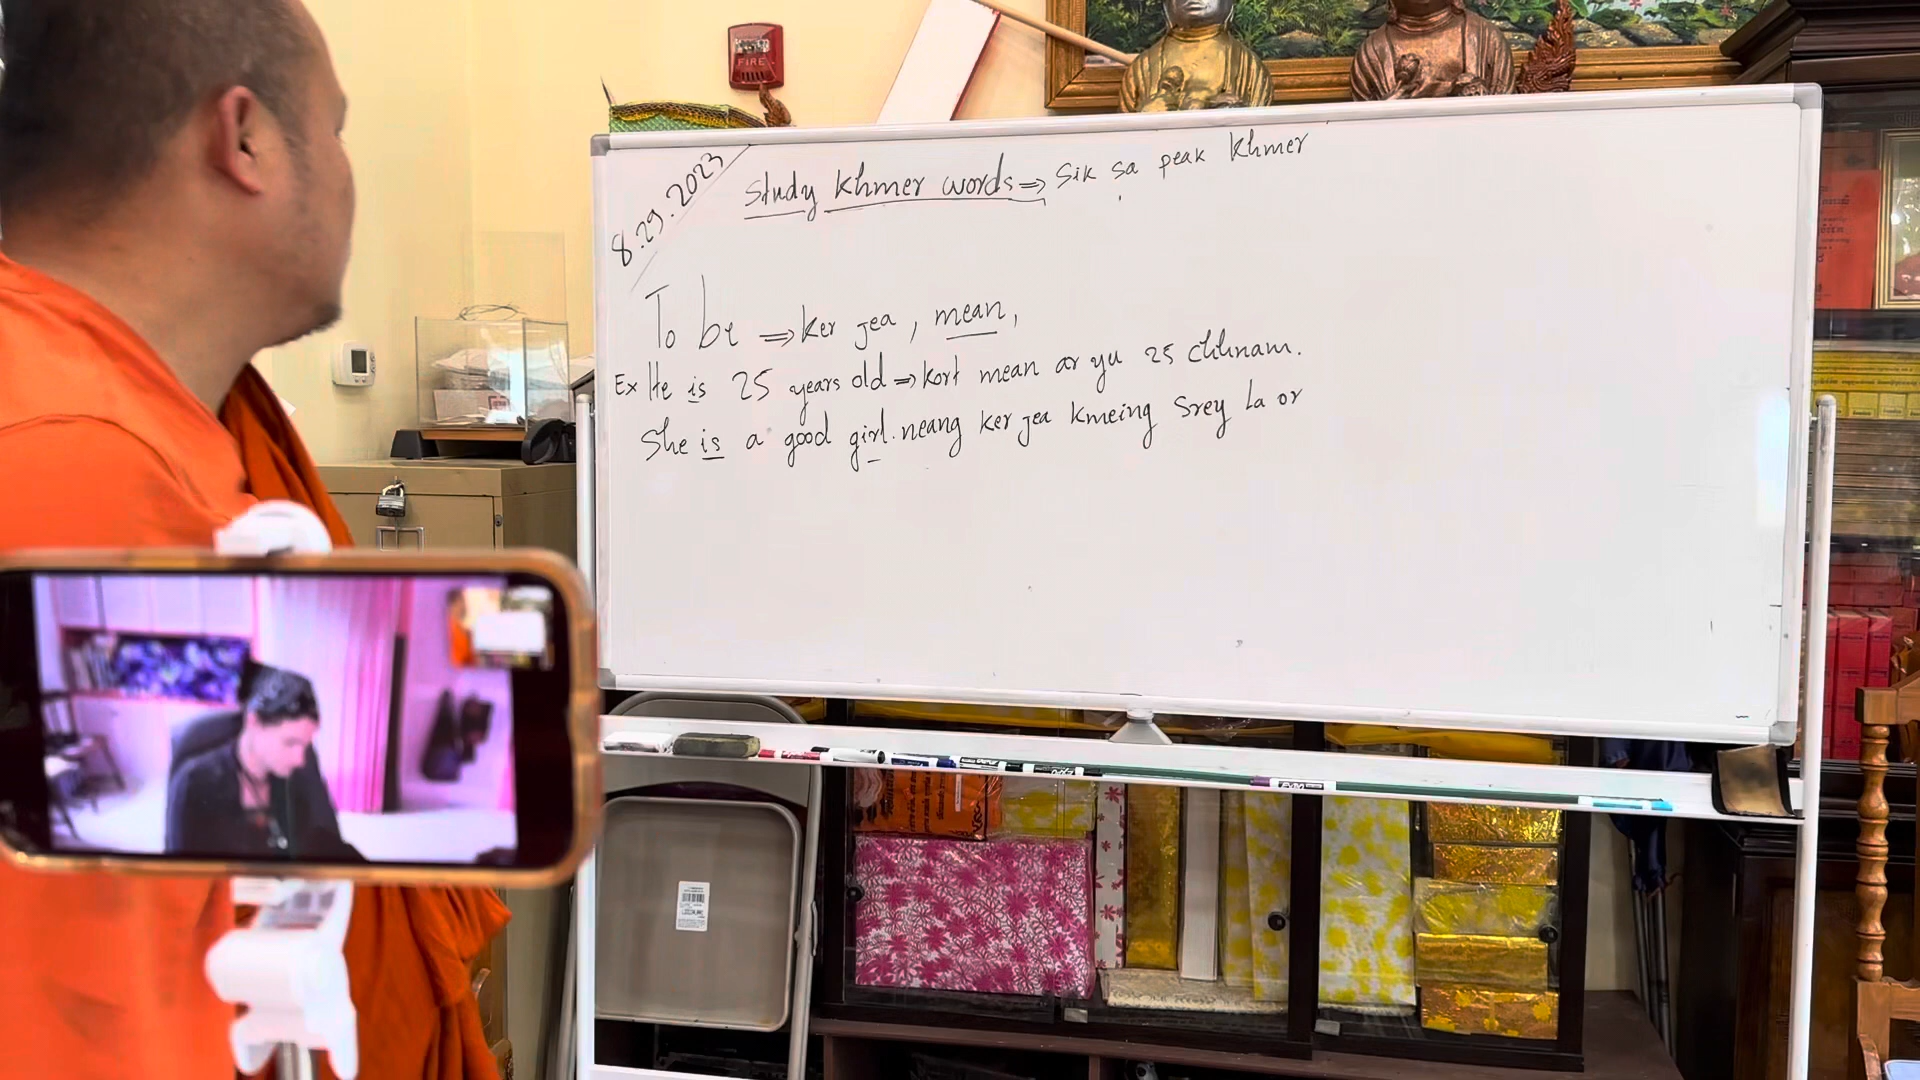 FIRE
8.29.2023
Study Khmer words ⇒ Sik sa peak Khmer
To be ⇒ ker jea, mean,
Ex He is 25 years old ⇒ kort mean ar yu 25 chhnam.
She is a good girl. neang ker jea kmeing Srey La or
EXPO